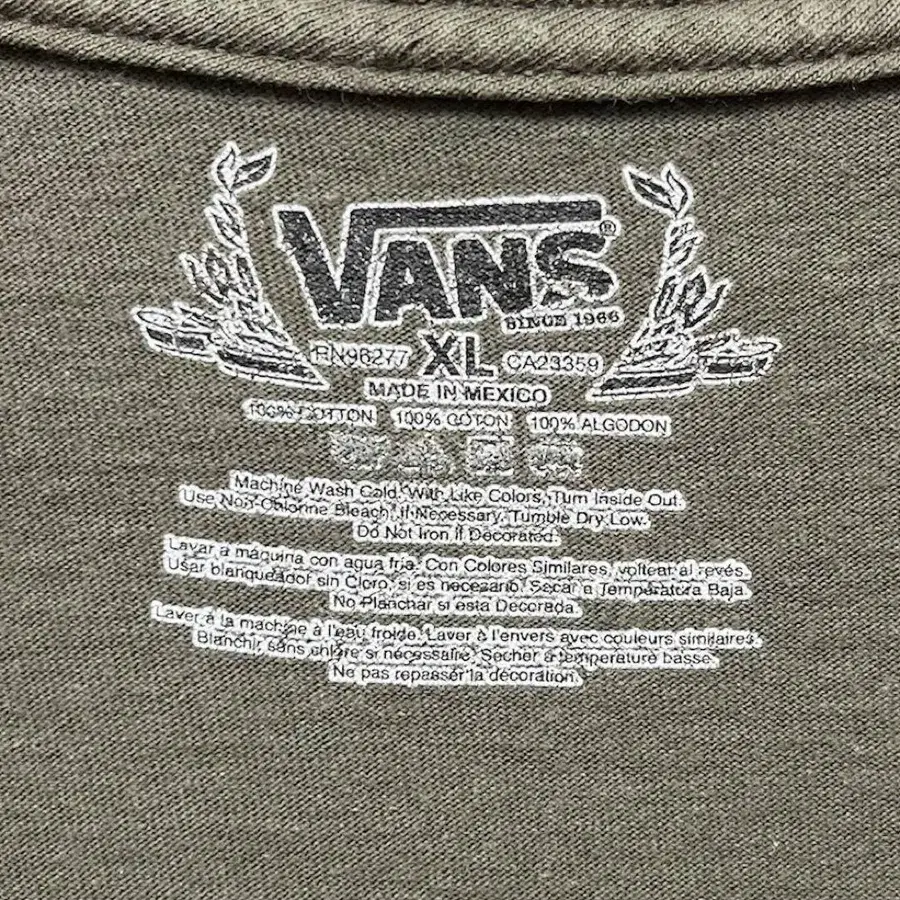 VANS®
SINCE 1966
RN96277 XL CA23359
MADE IN MEXICO
100% COTTON 100% COTON 100% ALGODON
Machine Wash Cold, With Like Colors, Turn Inside Out.
Use Non-Chlorine Bleach, if Necessary. Tumble Dry Low.
Do Not Iron if Decorated.
Lavar a máquina con agua fria. Con Colores Similares, voltear al revés.
Usar blanqueador sin Cloro, si es necesario. Secar a Temperatura Baja.
No Planchar si esta Decorada.
Laver à la machine à l'eau froide. Laver à l'envers avec couleurs similaires.
Blanchir sans chlore si nécessaire. Secher a temperature basse.
Ne pas repasser la décoration.